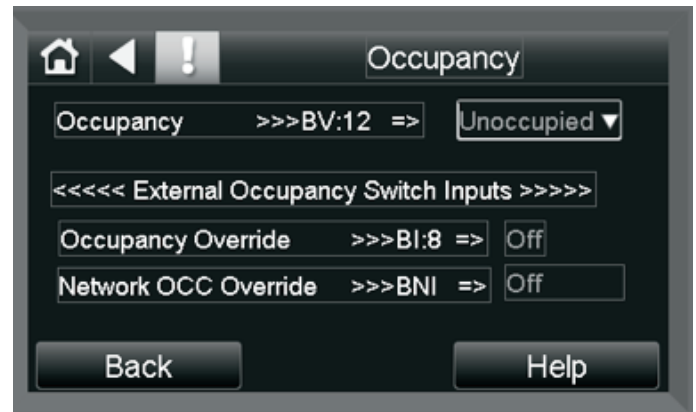 ! Occupancy
Occupancy >>>BV:12 => Unoccupied ▼
<<<<< External Occupancy Switch Inputs >>>>>
Occupancy Override >>>BI:8 => Off
Network OCC Override >>>BNI => Off
Back Help